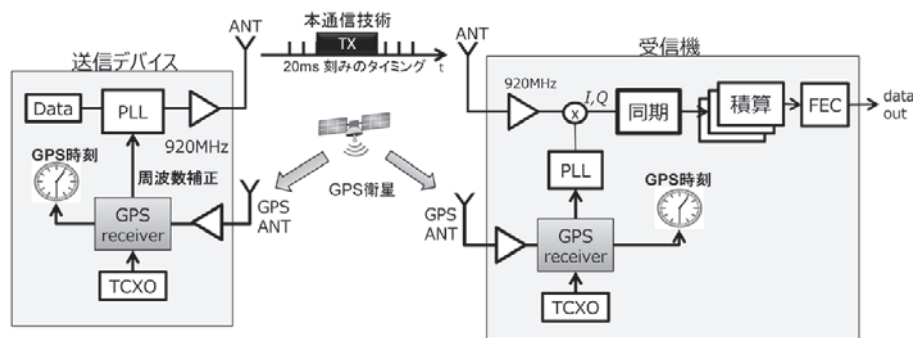 送信デバイス
Data
PLL
920MHz
GPS時刻
周波数補正
GPS
receiver
TCXO
GPS
ANT
ANT
本通信技術
TX
20ms 刻みのタイミング
t
GPS衛星
ANT
受信機
920MHz
I,Q
x
同期
積算
FEC
data
out
PLL
GPS時刻
GPS
ANT
GPS
receiver
TCXO